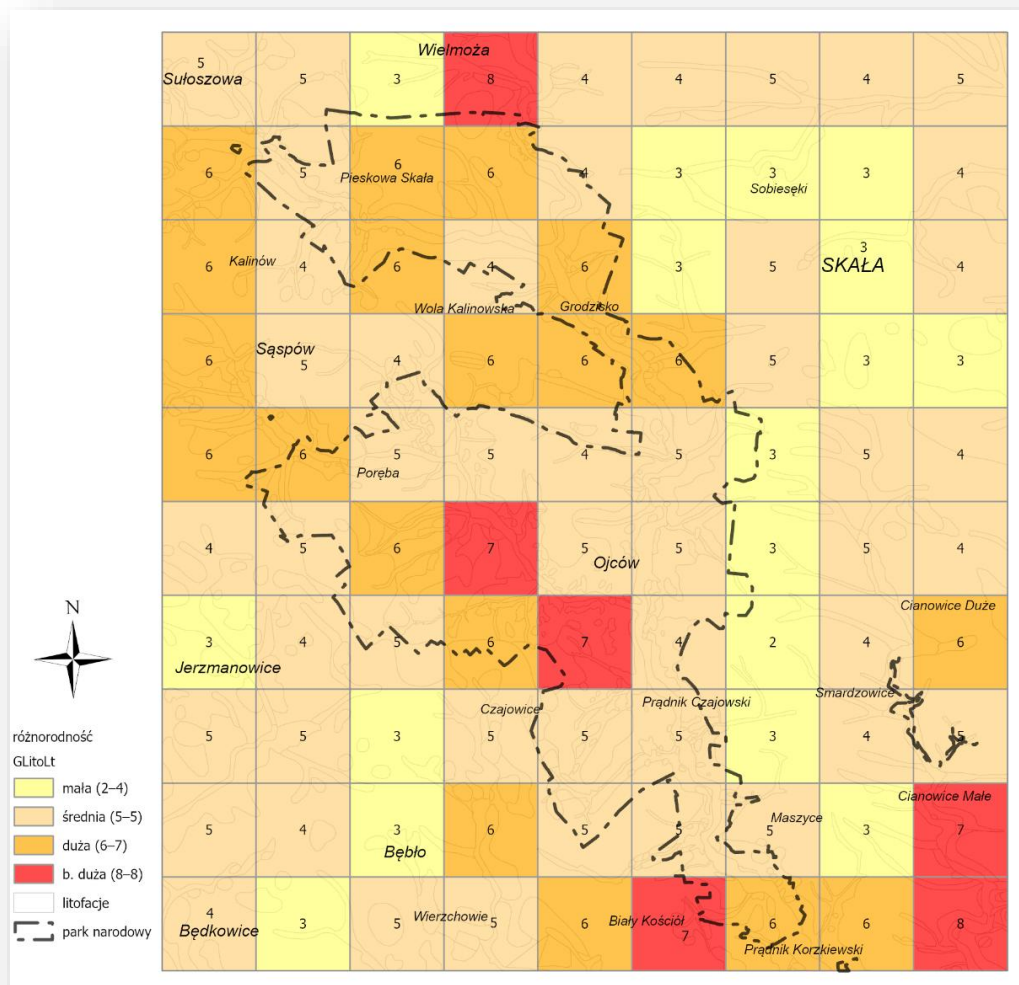 Wielmoża
5
Sułoszowa
5 3 8 4 4 5 4 5
6 5 6 6 4 3 3 3 4
Pieskowa Skała
Sobiesęki
6 4 6 4 6 3 5 3 4
Kalinów
SKAŁA
Wola Kalinowska
Grodzisko
Sąspów
6 5 4 6 6 6 5 3 3
6 6 5 5 4 5 3 5 4
Poręba
4 5 6 7 5 5 3 5 4
Ojców
Cianowice Duże
3 4 5 6 7 4 2 4 6
Jerzmanowice
Smardzowice
Prądnik Czajowski
Czajowice
5 5 3 5 5 5 3 4 5
Cianowice Małe
Maszyce
5 4 3 6 5 5 5 3 7
Bębło
4 3 5 5 6 7 6 6 8
Wierzchowie
Biały Kościół
Będkowice
Prądnik Korzkiewski
N
różnorodność
GLitoLt
mała (2–4)
średnia (5–5)
duża (6–7)
b. duża (8–8)
litofacje
park narodowy